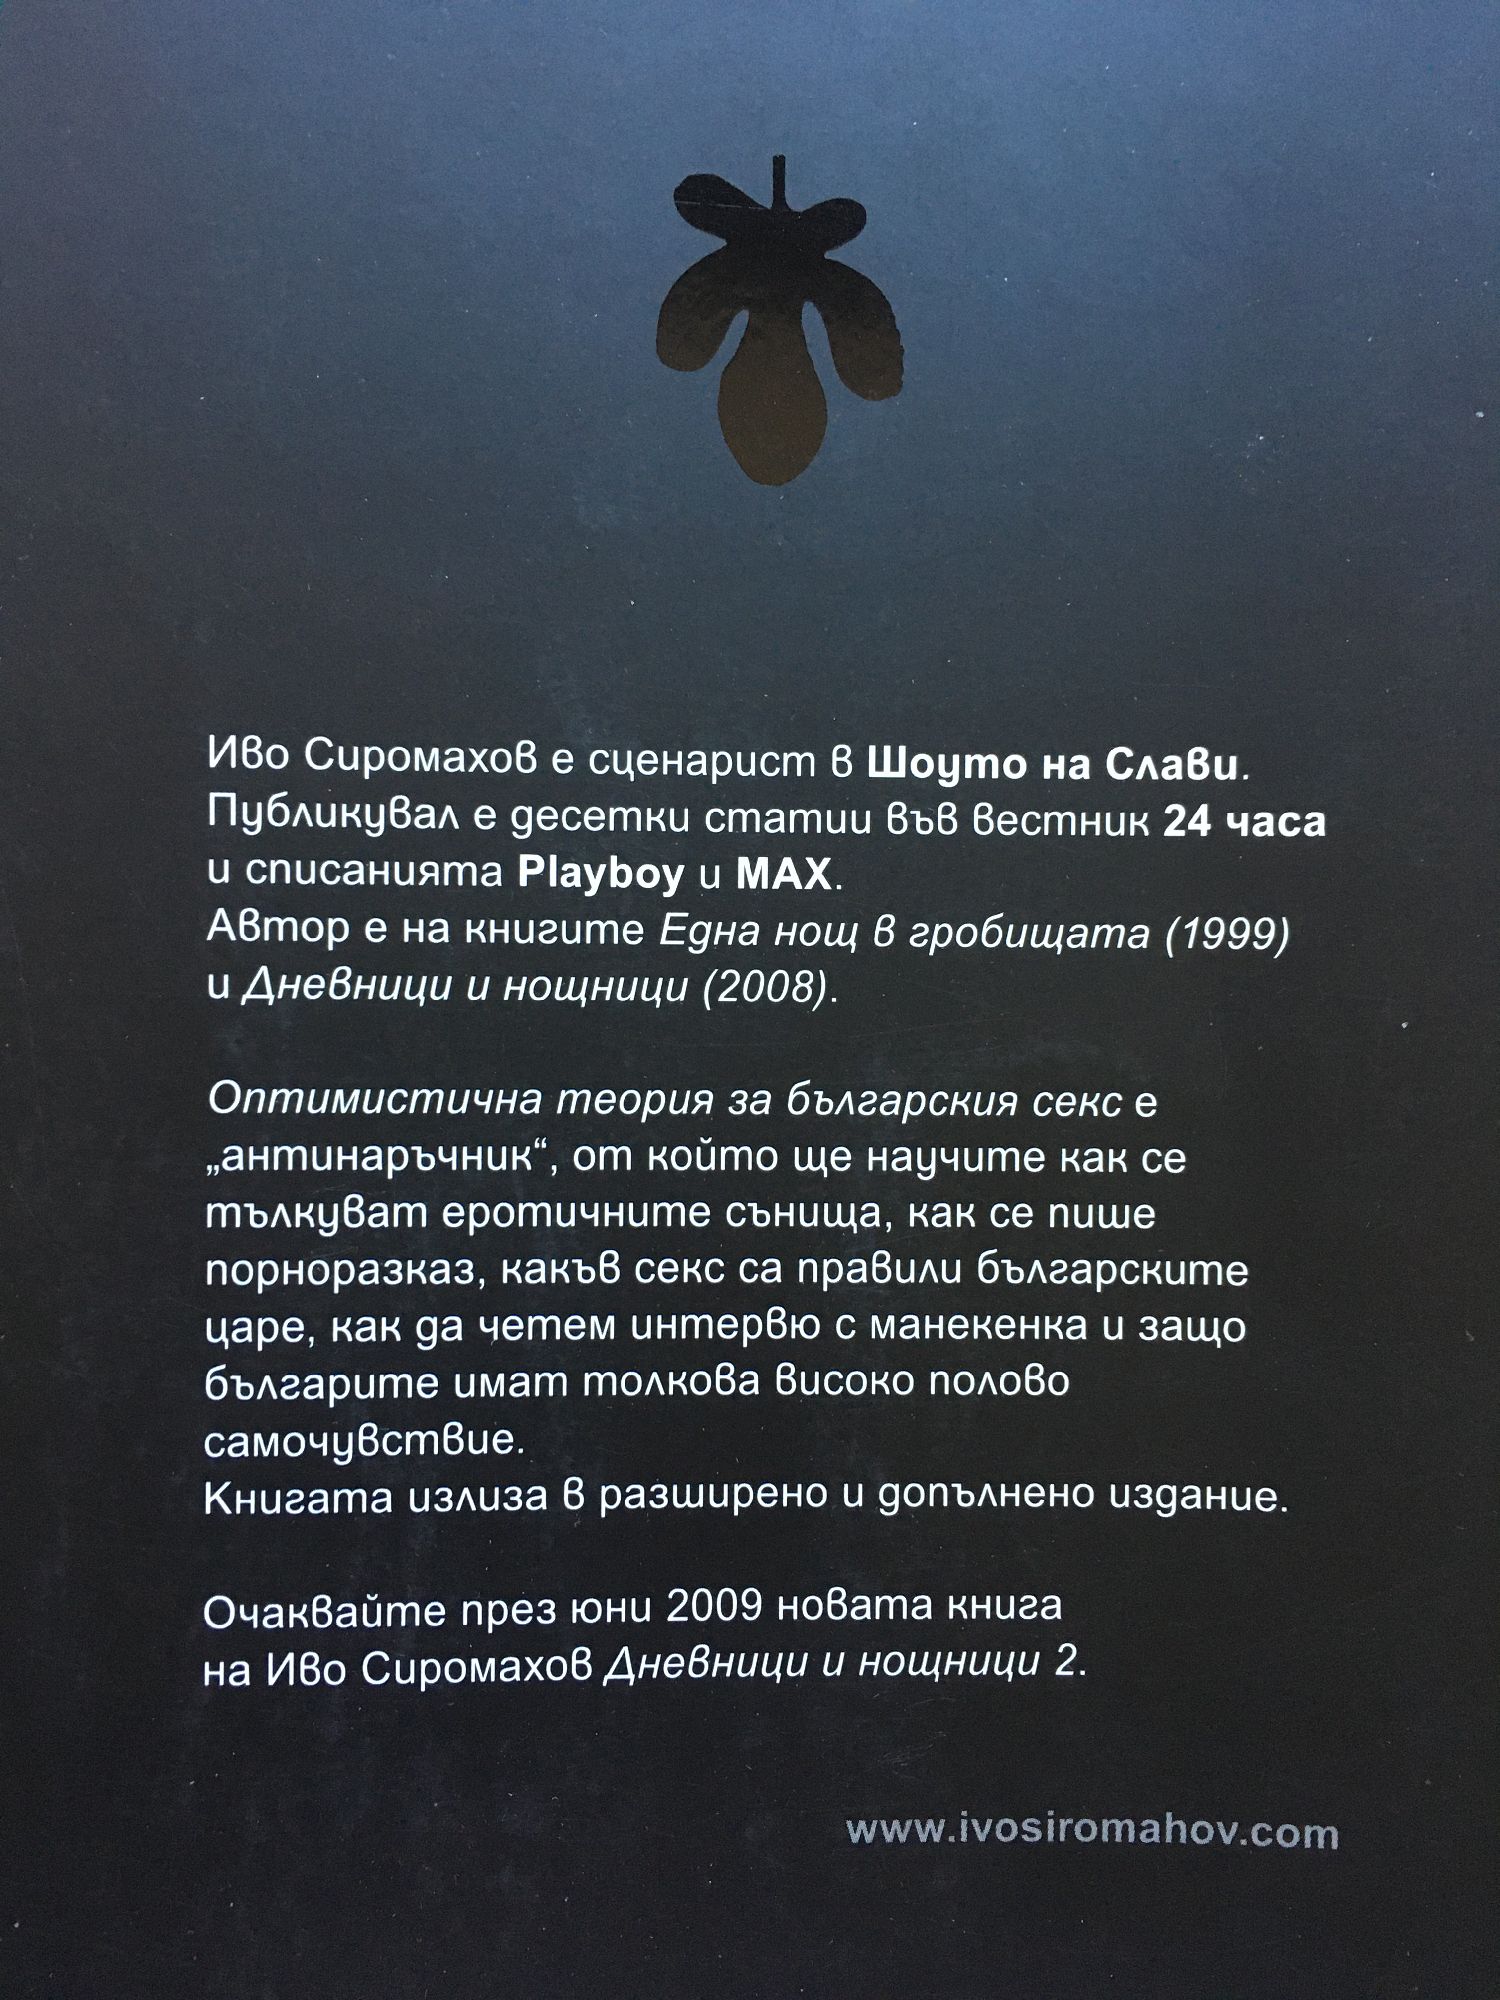 Иво Сиромахов е сценарист в Шоуто на Слави.
Публикувал е десетки статии във вестник 24 часа
и списанията Playboy и MAX.
Автор е на книгите Една нощ в гробищата (1999)
и Дневници и нощници (2008).
Оптимистична теория за българския секс е
„антинаръчник“, от който ще научите как се
тълкуват еротичните сънища, как се пише
порноразказ, какъв секс са правили българските
царе, как да четем интервю с манекенка и защо
българите имат толкова високо полово
самочувствие.
Книгата излиза в разширено и допълнено издание.
Очаквайте през юни 2009 новата книга
на Иво Сиромахов Дневници и нощници 2.
www.ivosiromahov.com